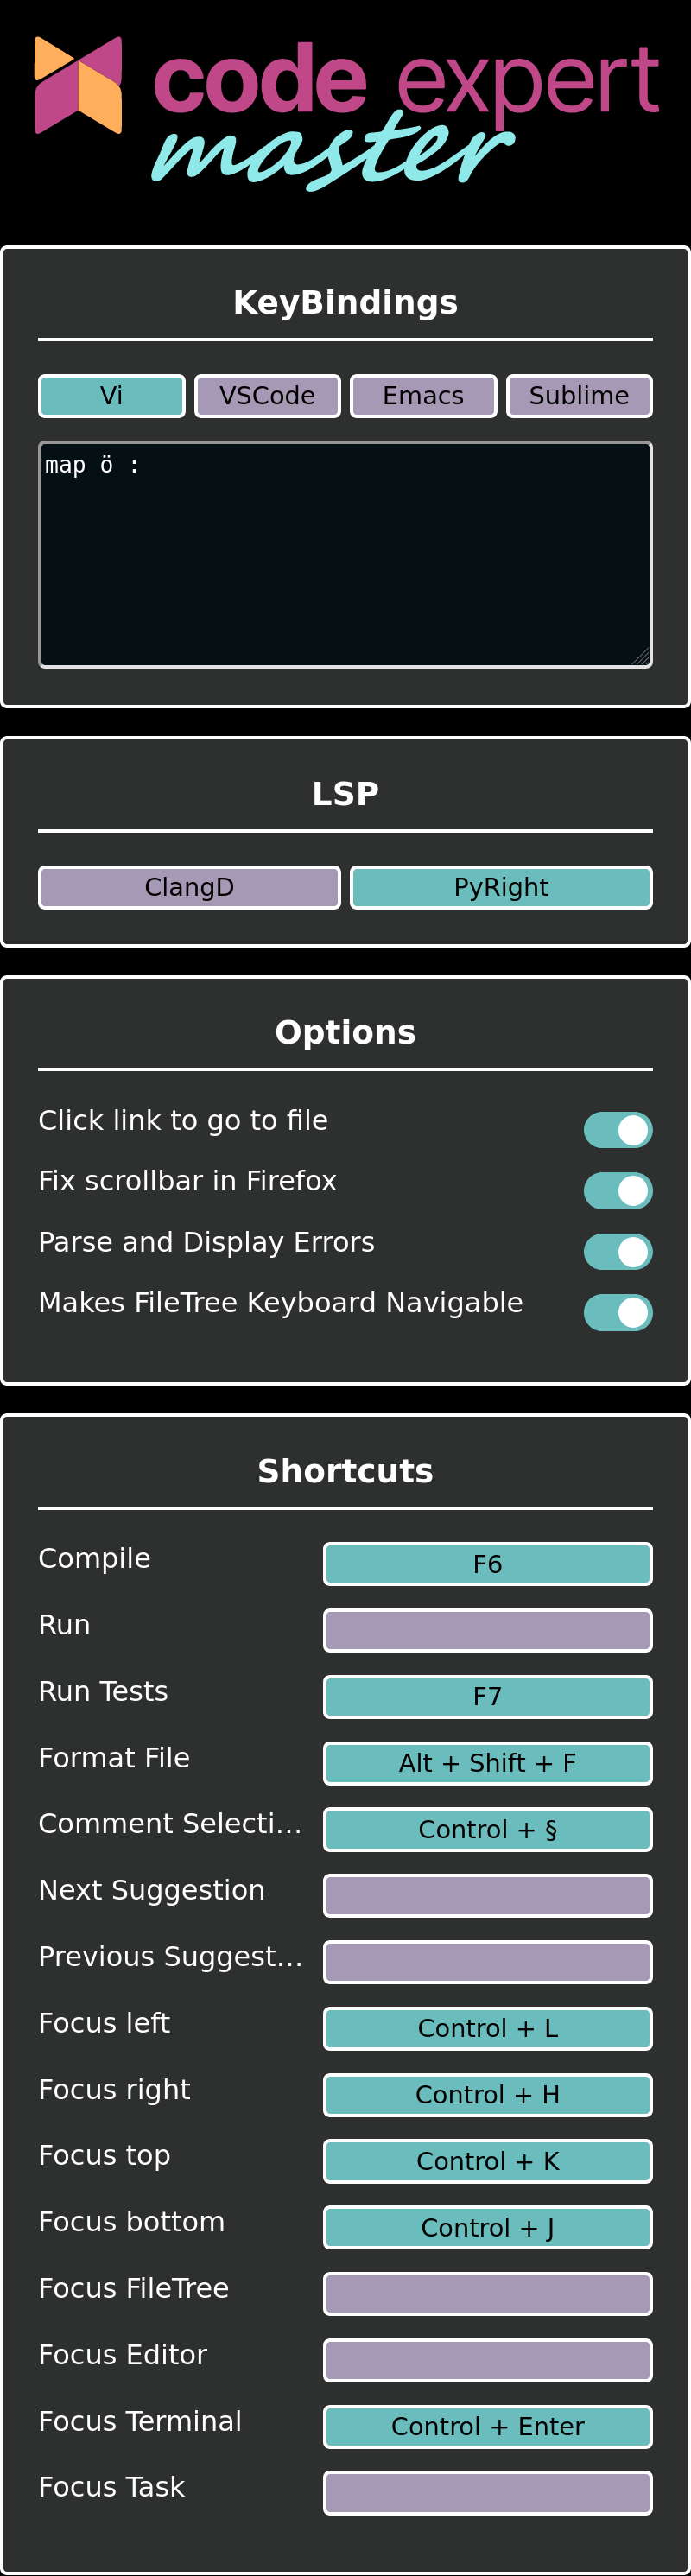 code expert
master
KeyBindings
Vi VSCode Emacs Sublime
map ö :
LSP
ClangD PyRight
Options
Click link to go to file
Fix scrollbar in Firefox
Parse and Display Errors
Makes FileTree Keyboard Navigable
Shortcuts
Compile F6
Run
Run Tests F7
Format File Alt + Shift + F
Comment Selecti... Control + §
Next Suggestion
Previous Suggest...
Focus left Control + L
Focus right Control + H
Focus top Control + K
Focus bottom Control + J
Focus FileTree
Focus Editor
Focus Terminal Control + Enter
Focus Task